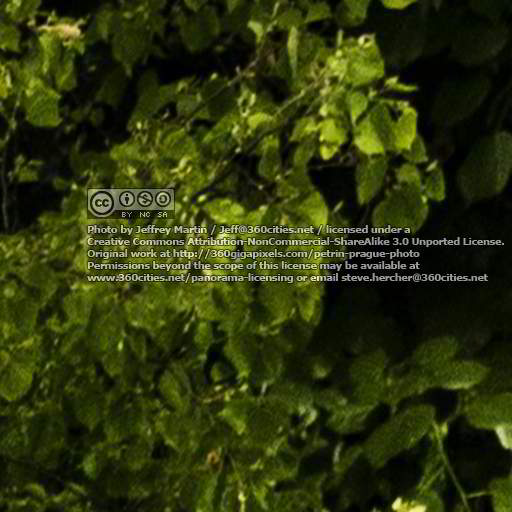 cc
BY NC SA
Photo by Jeffrey Martin / Jeff@360cities.net / licensed under a
Creative Commons Attribution-NonCommercial-ShareAlike 3.0 Unported License.
Original work at http://360gigapixels.com/petrin-prague-photo
Permissions beyond the scope of this license may be available at
www.360cities.net/panorama-licensing or email steve.hercher@360cities.net